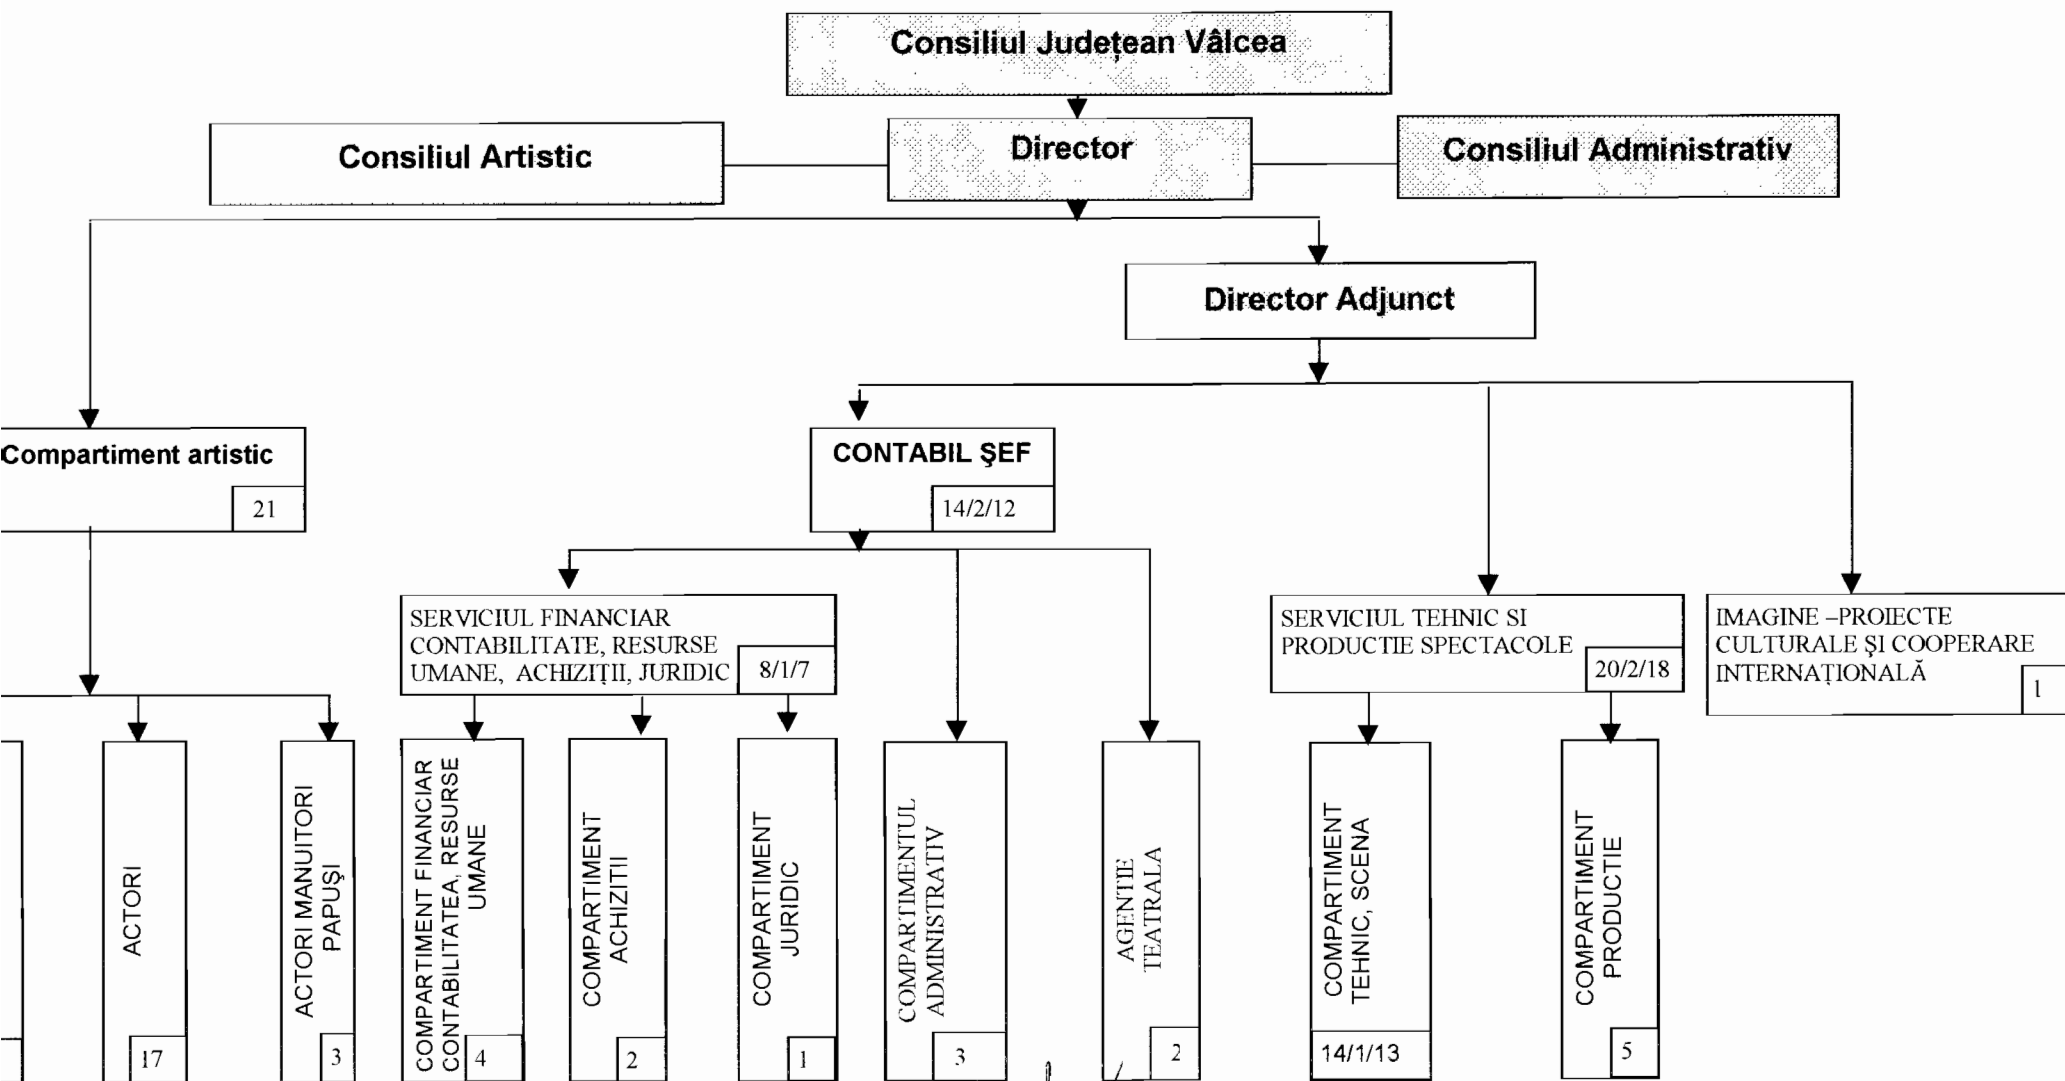 Consiliul Județean Vâlcea
Consiliul Artistic
Director
Consiliul Administrativ
Director Adjunct
Compartiment artistic
21
CONTABIL ŞEF
14/2/12
SERVICIUL FINANCIAR
CONTABILITATE, RESURSE
UMANE, ACHIZIȚII, JURIDIC
8/1/7
SERVICIUL TEHNIC SI
PRODUCTIE SPECTACOLE
20/2/18
IMAGINE –PROIECTE
CULTURALE ŞI COOPERARE
INTERNAȚIONALĂ
1
ACTORI
17
ACTORI MANUITORI
PAPUŞI
3
COMPARTIMENT FINANCIAR
CONTABILITATEA, RESURSE
UMANE
4
COMPARTIMENT
ACHIZITII
2
COMPARTIMENT
JURIDIC
1
COMPARTIMENTUL
ADMINISTRATIV
3
AGENTIE
TEATRALA
2
COMPARTIMENT
TEHNIC, SCENA
14/1/13
COMPARTIMENT
PRODUCTIE
5